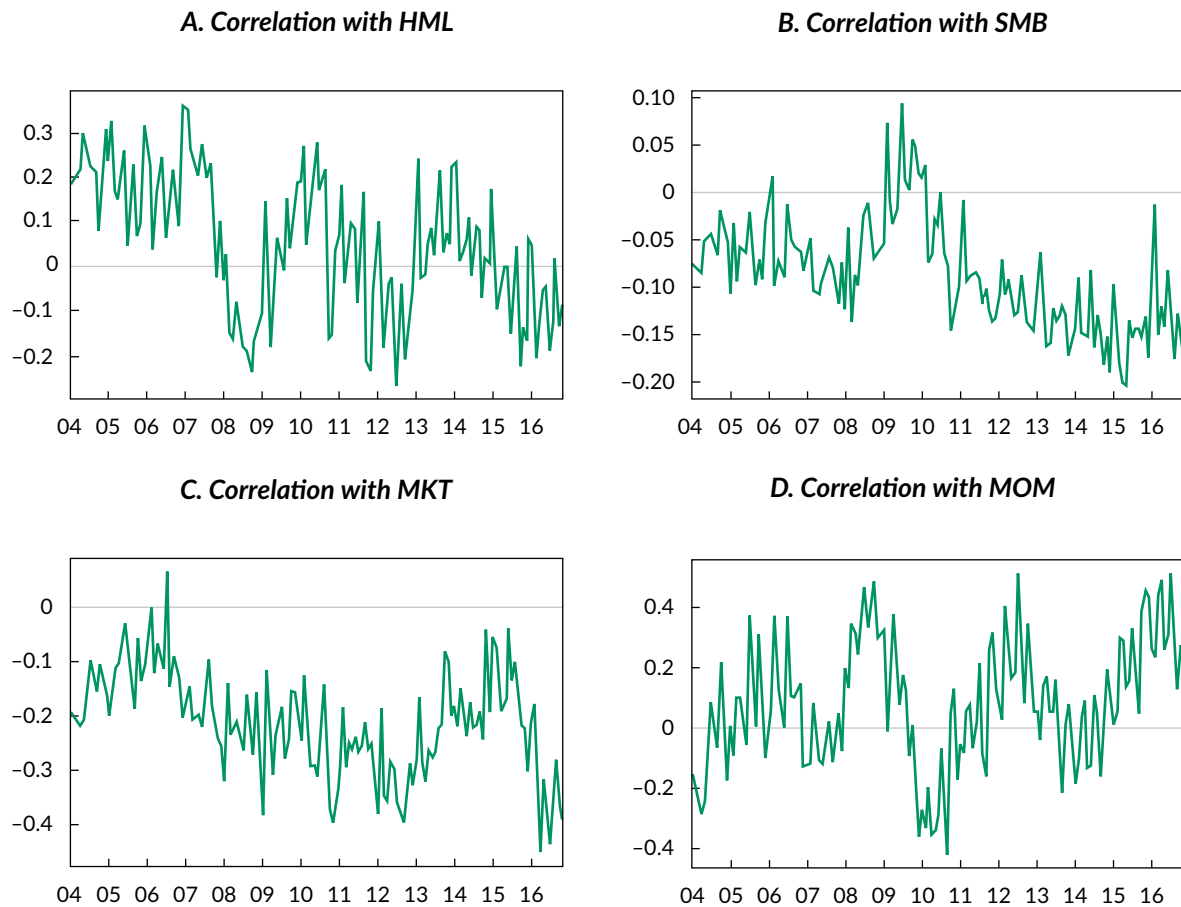 A. Correlation with HML
0.3
0.2
0.1
0
–0.1
–0.2
04 05 06 07 08 09 10 11 12 13 14 15 16
B. Correlation with SMB
0.10
0.05
0
–0.05
–0.10
–0.15
–0.20
04 05 06 07 08 09 10 11 12 13 14 15 16
C. Correlation with MKT
0
–0.1
–0.2
–0.3
–0.4
04 05 06 07 08 09 10 11 12 13 14 15 16
D. Correlation with MOM
0.4
0.2
0
–0.2
–0.4
04 05 06 07 08 09 10 11 12 13 14 15 16